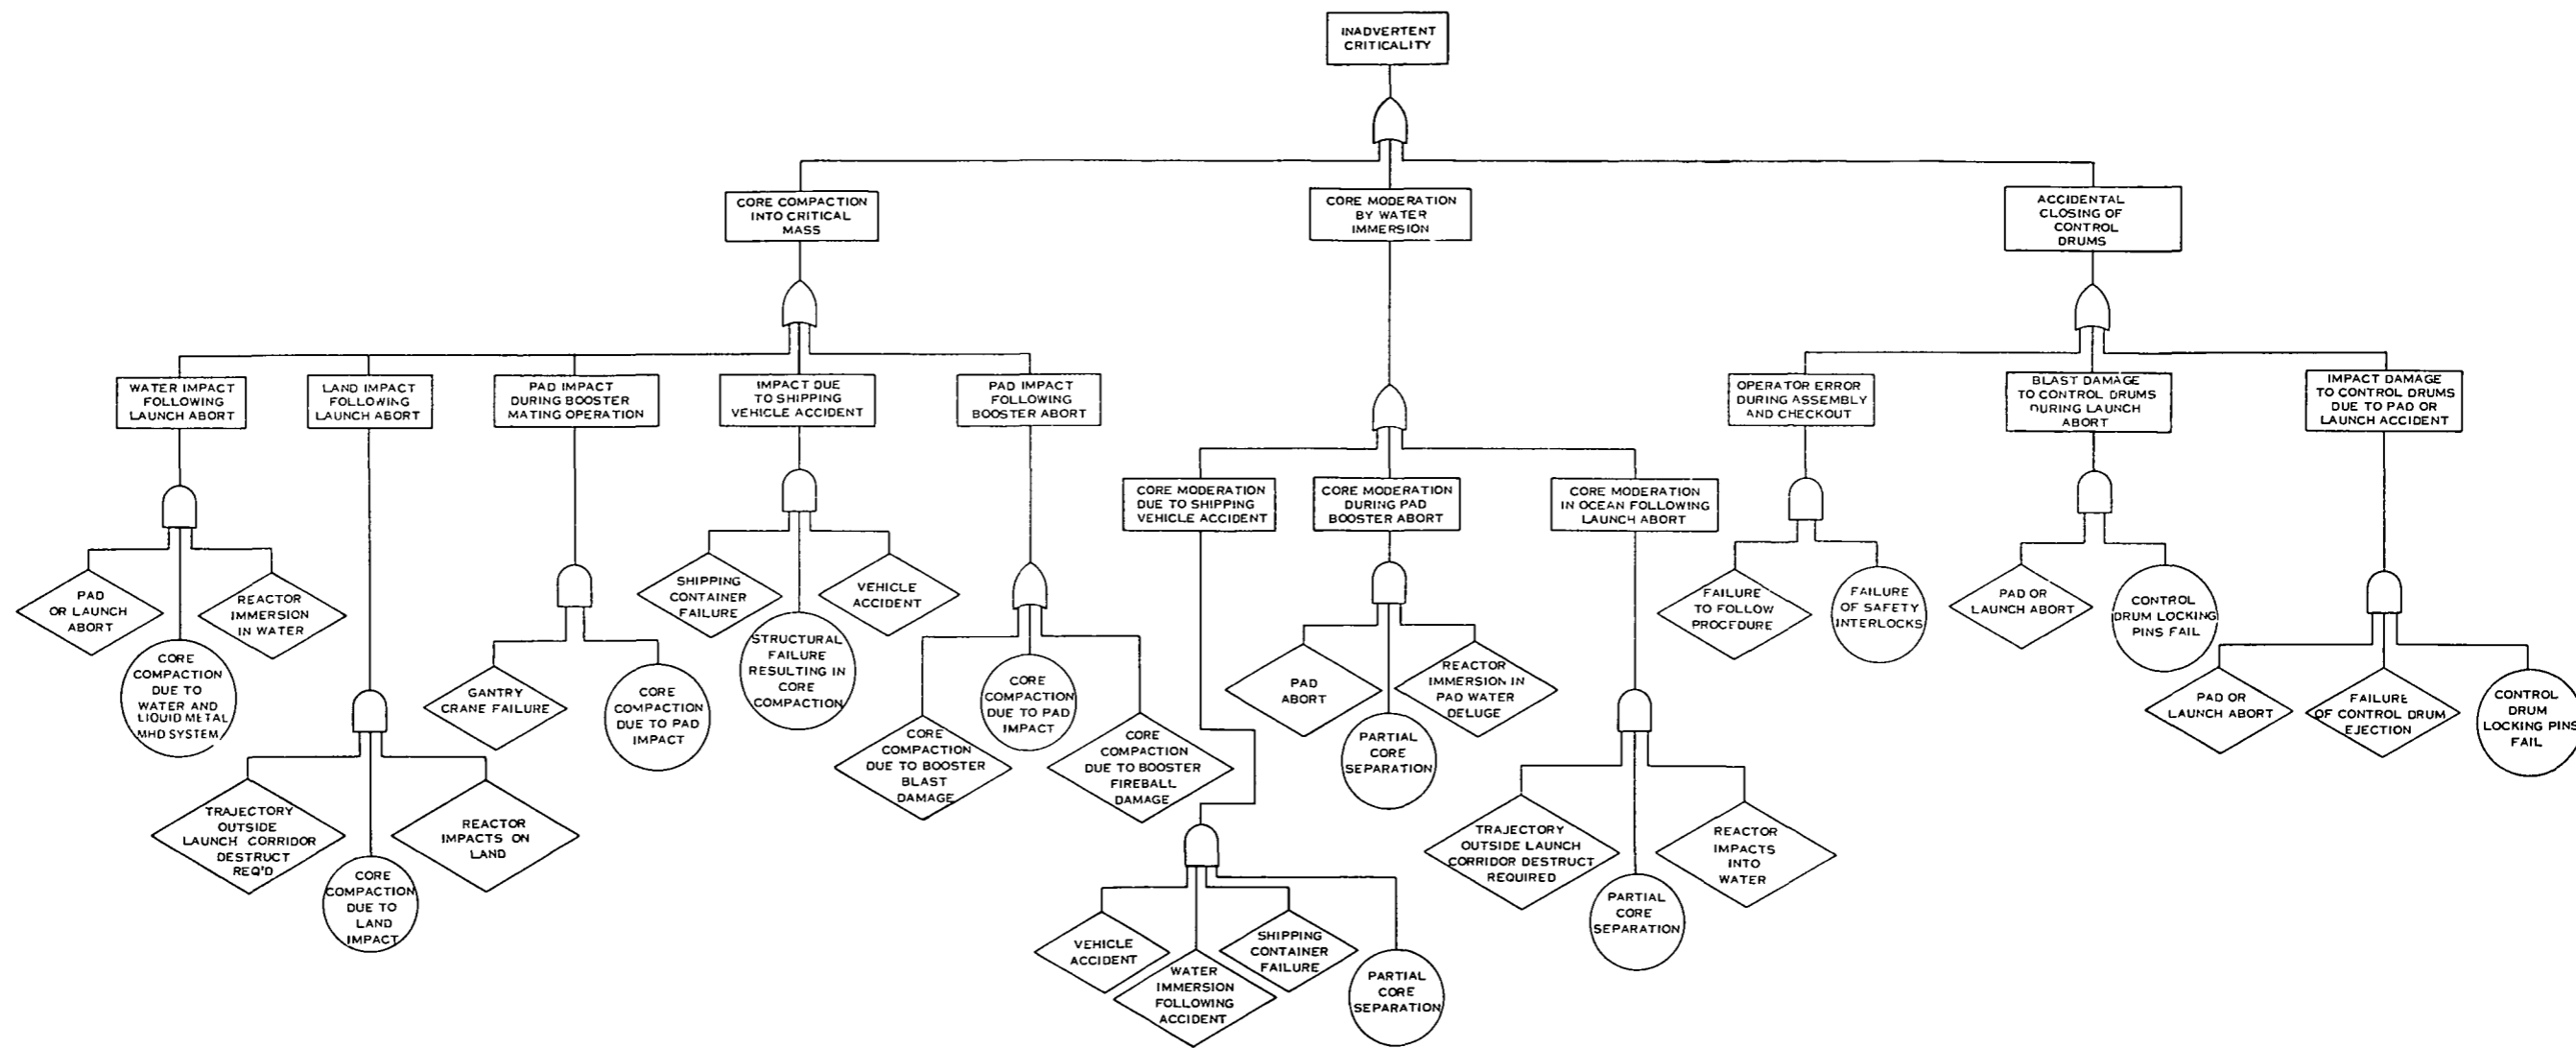 INADVERTENT
CRITICALITY
CORE COMPACTION
INTO CRITICAL
MASS
CORE MODERATION
BY WATER
IMMERSION
ACCIDENTAL
CLOSING OF
CONTROL
DRUMS
WATER IMPACT
FOLLOWING
LAUNCH ABORT
LAND IMPACT
FOLLOWING
LAUNCH ABORT
PAD IMPACT
DURING BOOSTER
MATING OPERATION
IMPACT DUE
TO SHIPPING
VEHICLE ACCIDENT
PAD IMPACT
FOLLOWING
BOOSTER ABORT
OPERATOR ERROR
DURING ASSEMBLY
AND CHECKOUT
BLAST DAMAGE
TO CONTROL DRUMS
DURING LAUNCH
ABORT
IMPACT DAMAGE
TO CONTROL DRUMS
DUE TO PAD OR
LAUNCH ACCIDENT
CORE MODERATION
DUE TO SHIPPING
VEHICLE ACCIDENT
CORE MODERATION
DURING PAD
BOOSTER ABORT
CORE MODERATION
IN OCEAN FOLLOWING
LAUNCH ABORT
PAD
OR LAUNCH
ABORT
CORE
COMPACTION
DUE TO
WATER AND
LIQUID METAL
MHD SYSTEM
REACTOR
IMMERSION
IN WATER
TRAJECTORY
OUTSIDE
LAUNCH CORRIDOR
DESTRUCT
REQ'D
CORE
COMPACTION
DUE TO
LAND
IMPACT
REACTOR
IMPACTS ON
LAND
GANTRY
CRANE FAILURE
CORE
COMPACTION
DUE TO PAD
IMPACT
SHIPPING
CONTAINER
FAILURE
STRUCTURAL
FAILURE
RESULTING IN
CORE
COMPACTION
VEHICLE
ACCIDENT
CORE
COMPACTION
DUE TO BOOSTER
BLAST
DAMAGE
CORE
COMPACTION
DUE TO PAD
IMPACT
CORE
COMPACTION
DUE TO BOOSTER
FIREBALL
DAMAGE
VEHICLE
ACCIDENT
WATER
IMMERSION
FOLLOWING
ACCIDENT
SHIPPING
CONTAINER
FAILURE
PARTIAL
CORE
SEPARATION
PAD
ABORT
PARTIAL
CORE
SEPARATION
REACTOR
IMMERSION IN
PAD WATER
DELUGE
TRAJECTORY
OUTSIDE LAUNCH
CORRIDOR DESTRUCT
REQUIRED
PARTIAL
CORE
SEPARATION
REACTOR
IMPACTS
INTO
WATER
FAILURE
TO FOLLOW
PROCEDURE
FAILURE
OF SAFETY
INTERLOCKS
PAD OR
LAUNCH ABORT
CONTROL
DRUM LOCKING
PINS FAIL
PAD OR
LAUNCH ABORT
FAILURE
OF CONTROL DRUM
EJECTION
CONTROL
DRUM
LOCKING PINS
FAIL